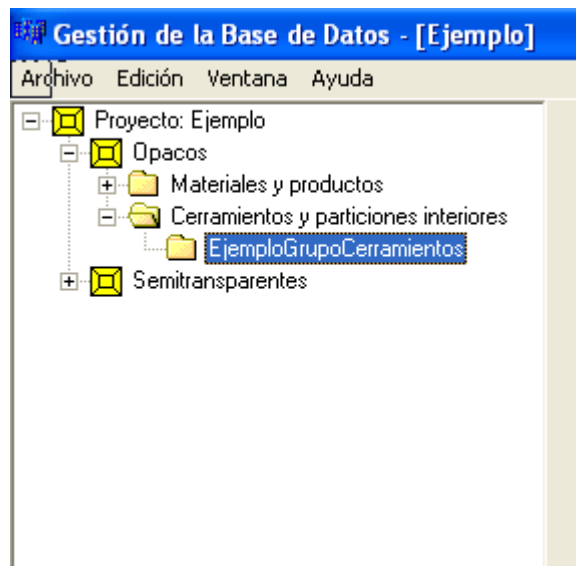 Gestión de la Base de Datos - [Ejemplo]
Archivo Edición Ventana Ayuda
Proyecto: Ejemplo
Opacos
Materiales y productos
Cerramientos y particiones interiores
EjemploGrupoCerramientos
Semitransparentes